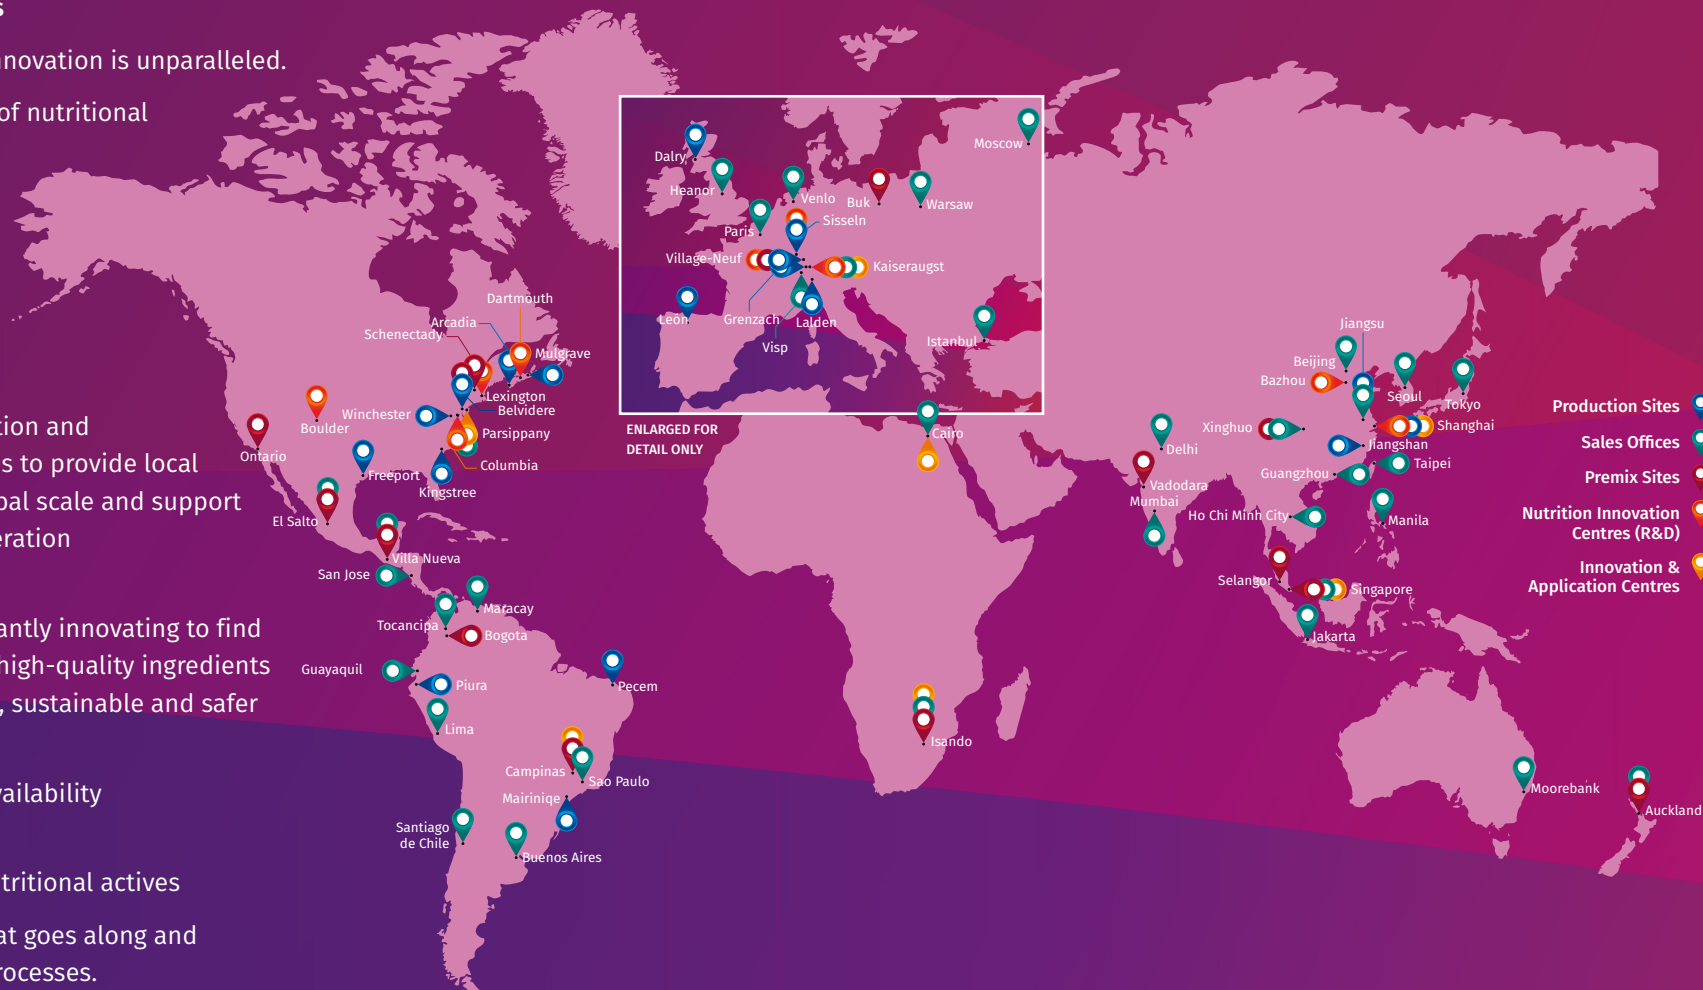 s
nnovation is unparalleled.
of nutritional
tion and
s to provide local
bal scale and support
eration
antly innovating to find
high-quality ingredients
, sustainable and safer
vailability
tritional actives
at goes along and
rocesses.
Dartmouth
Arcadia
Schenectady
Mulgrave
Lexington
Belvidere
Winchester
Boulder
Parsippany
Ontario
Columbia
Freeport
Kingstree
El Salto
Villa Nueva
San Jose
Maracay
Tocancipa
Bogota
Guayaquil
Piura
Pecem
Lima
Campinas
Sao Paulo
Mairiniqe
Santiago
de Chile
Buenos Aires
Moscow
Dalry
Heanor
Venlo
Buk
Warsaw
Paris
Sisseln
Village-Neuf
Kaiseraugst
León
Grenzach
Lalden
Visp
Istanbul
ENLARGED FOR
DETAIL ONLY
Cairo
Isando
Jiangsu
Beijing
Bazhou
Seoul
Tokyo
Xinghuo
Shanghai
Jiangshan
Delhi
Guangzhou
Taipei
Vadodara
Mumbai
Ho Chi Minh City
Manila
Selangor
Singapore
Jakarta
Moorebank
Auckland
Production Sites
Sales Offices
Premix Sites
Nutrition Innovation
Centres (R&D)
Innovation &
Application Centres